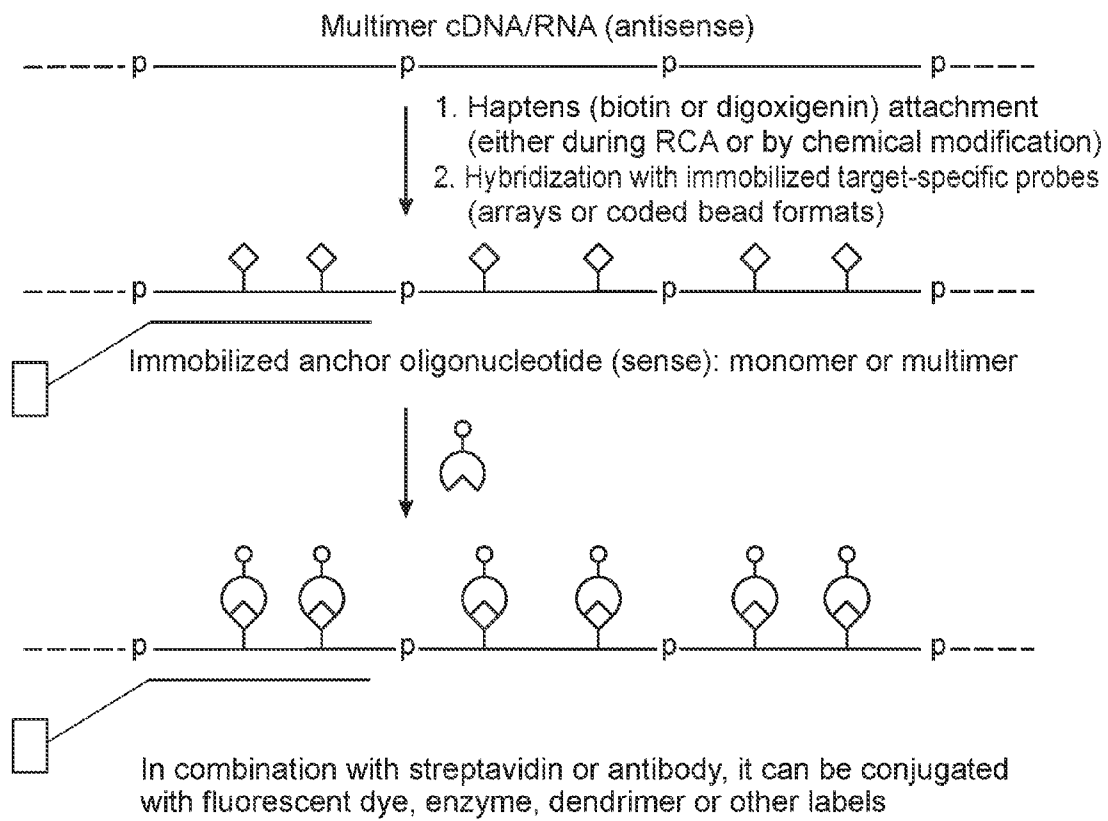 Multimer cDNA/RNA (antisense)
p p p p
1. Haptens (biotin or digoxigenin) attachment
(either during RCA or by chemical modification)
2. Hybridization with immobilized target-specific probes
(arrays or coded bead formats)
p p p p
Immobilized anchor oligonucleotide (sense): monomer or multimer
p p p p
In combination with streptavidin or antibody, it can be conjugated
with fluorescent dye, enzyme, dendrimer or other labels